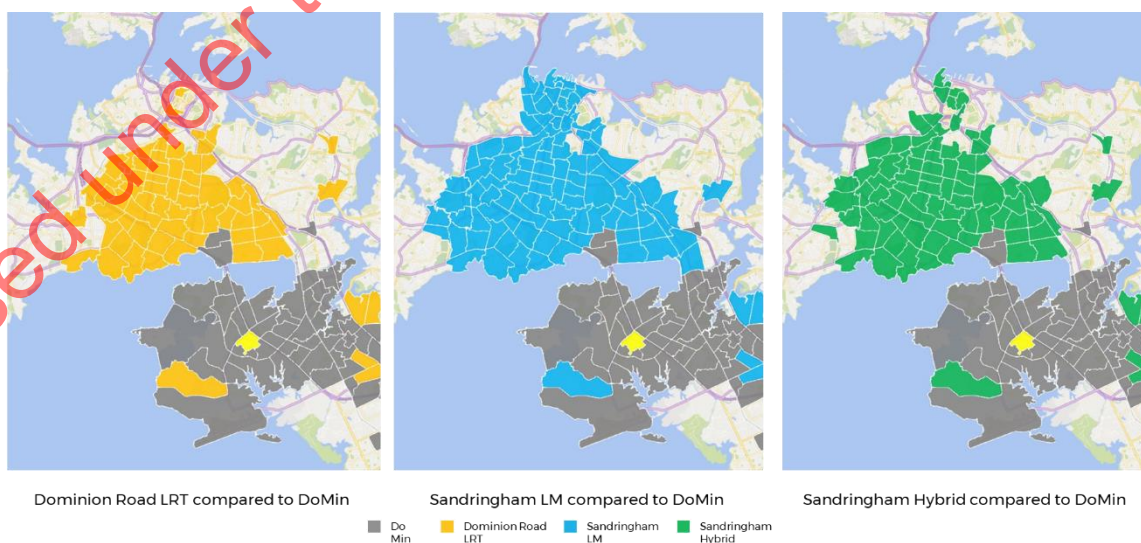 sed under t
Dominion Road LRT compared to DoMin
Sandringham LM compared to DoMin
Sandringham Hybrid compared to DoMin
Do Min
Dominion Road LRT
Sandringham LM
Sandringham Hybrid